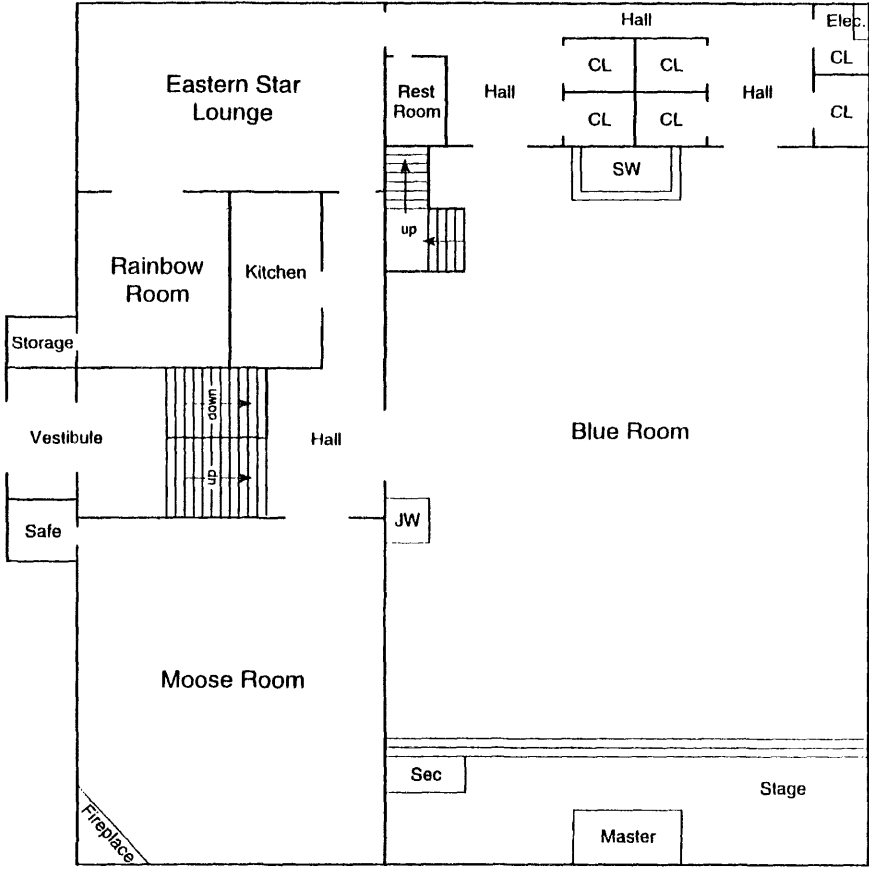 Hall
Elec.
Eastern Star
Lounge
Rest
Room
Hall
CL
CL
Hall
CL
CL
CL
CL
SW
up
Rainbow
Room
Kitchen
Storage
down
Vestibule
Hall
Blue Room
up
Safe
JW
Moose Room
Sec
Stage
Fireplace
Master